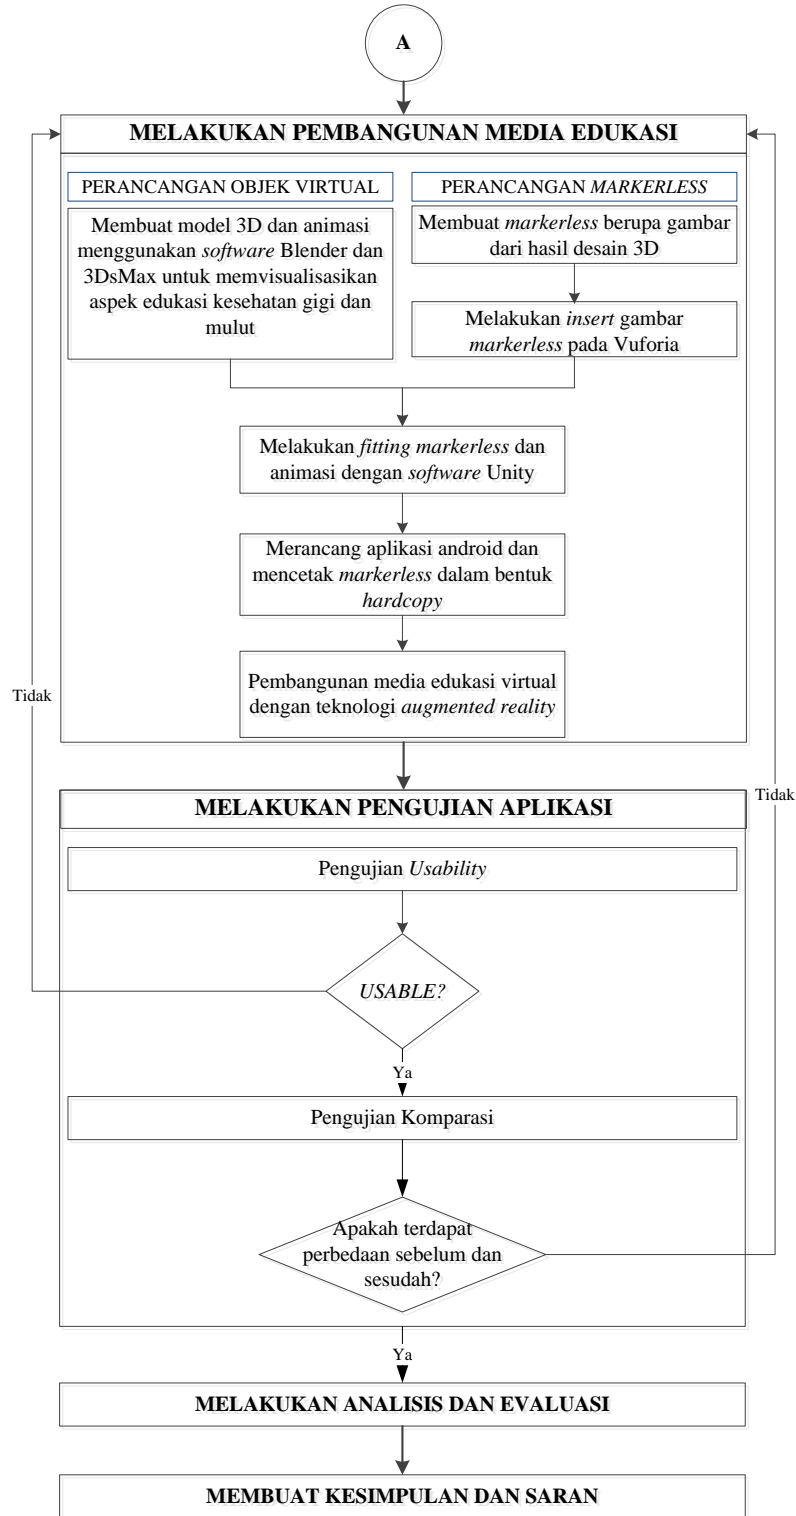 A
MELAKUKAN PEMBANGUNAN MEDIA EDUKASI
PERANCANGAN OBJEK VIRTUAL
Membuat model 3D dan animasi
menggunakan software Blender dan
3DsMax untuk memvisualisasikan
aspek edukasi kesehatan gigi dan
mulut
PERANCANGAN MARKERLESS
Membuat markerless berupa gambar
dari hasil desain 3D
Melakukan insert gambar
markerless pada Vuforia
Melakukan fitting markerless dan
animasi dengan software Unity
Merancang aplikasi android dan
mencetak markerless dalam bentuk
hardcopy
Pembangunan media edukasi virtual
dengan teknologi augmented reality
Tidak
Tidak
MELAKUKAN PENGUJIAN APLIKASI
Pengujian Usability
USABLE?
Ya
Pengujian Komparasi
Apakah terdapat
perbedaan sebelum dan
sesudah?
Ya
MELAKUKAN ANALISIS DAN EVALUASI
MEMBUAT KESIMPULAN DAN SARAN